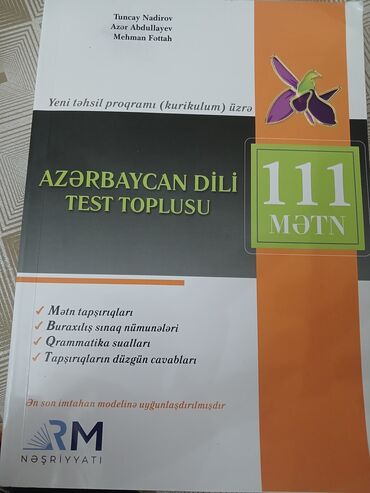 Tuncay Nadirov
Azər Abdullayev
Mehman Fəttah
Yeni təhsil proqramı (kurikulum) üzrə
AZƏRBAYCAN DİLİ
TEST TOPLUSU
111
MƏTN
Mətn tapşırıqları
Buraxılış sınaq nümunələri
Qrammatika sualları
Tapşırıqların düzgün cavabları
Ən son imtahan modelinə uyğunlaşdırılmışdır
RM
NƏŞRİYYATI